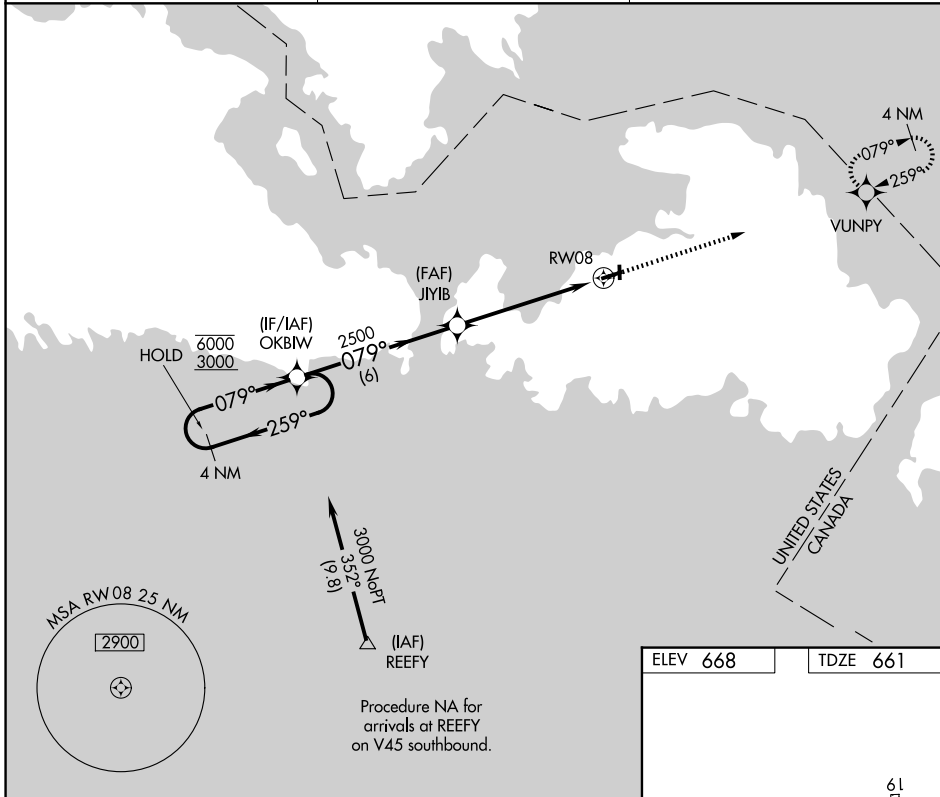 4 NM
079°
259°
VUNPY
RW08
(FAF)
JIYIB
(IF/IAF)
OKBIW
6000
3000
HOLD
2500
079°
(6)
079°
259°
4 NM
UNITED STATES
CANADA
3000 NoPT
352°
(9.8)
(IAF)
REEFY
MSA RW08 25 NM
2900
Procedure NA for
arrivals at REEFY
on V45 southbound.
ELEV 668
TDZE 661
61